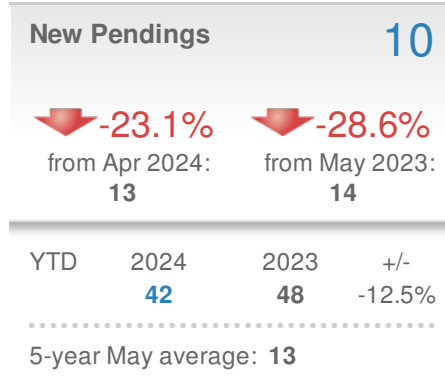 New Pendings 10
-23.1% -28.6%
from Apr 2024: from May 2023:
13 14
YTD 2024 2023 +/-
42 48 -12.5%
5-year May average: 13